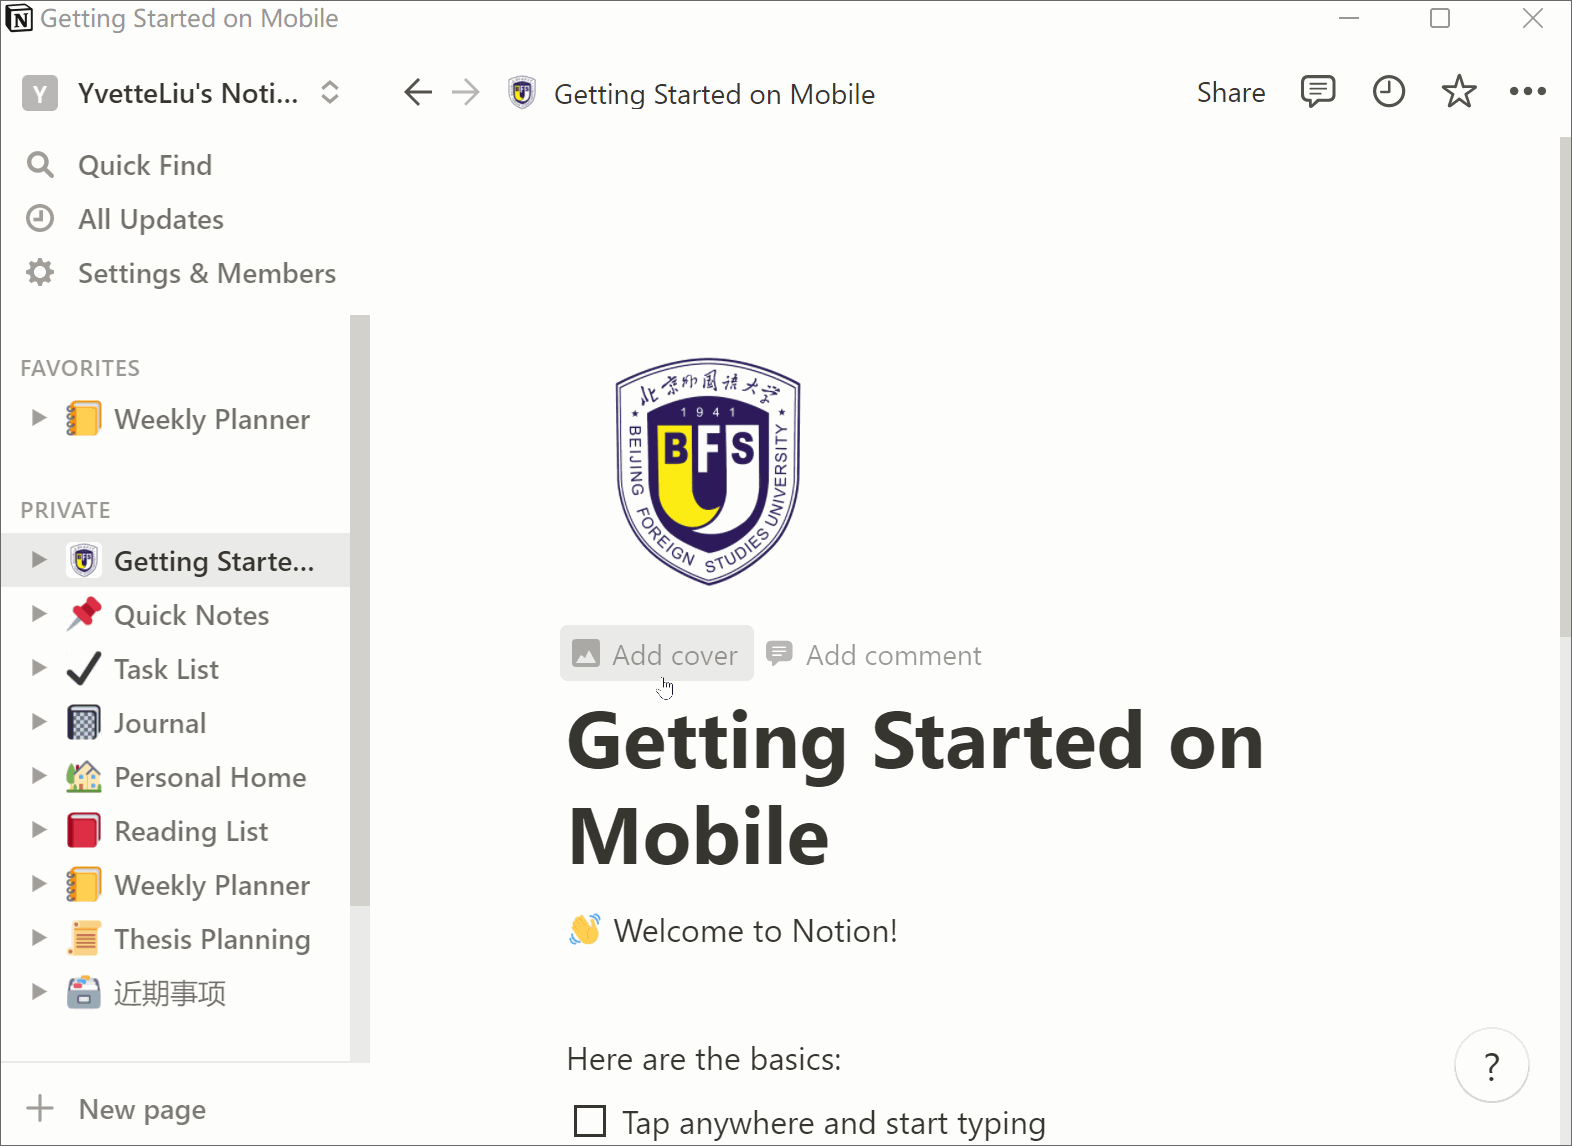 Getting Started on Mobile
Y YvetteLiu's Noti...
Getting Started on Mobile
Share
Quick Find
All Updates
Settings & Members
FAVORITES
Weekly Planner
PRIVATE
Getting Starte...
Quick Notes
Task List
Journal
Personal Home
Reading List
Weekly Planner
Thesis Planning
近期事项
New page
北京外国语大学
1941
BFSU
BEIJING FOREIGN STUDIES UNIVERSITY
Add cover
Add comment
Getting Started on
Mobile
👋 Welcome to Notion!
Here are the basics:
Tap anywhere and start typing
?